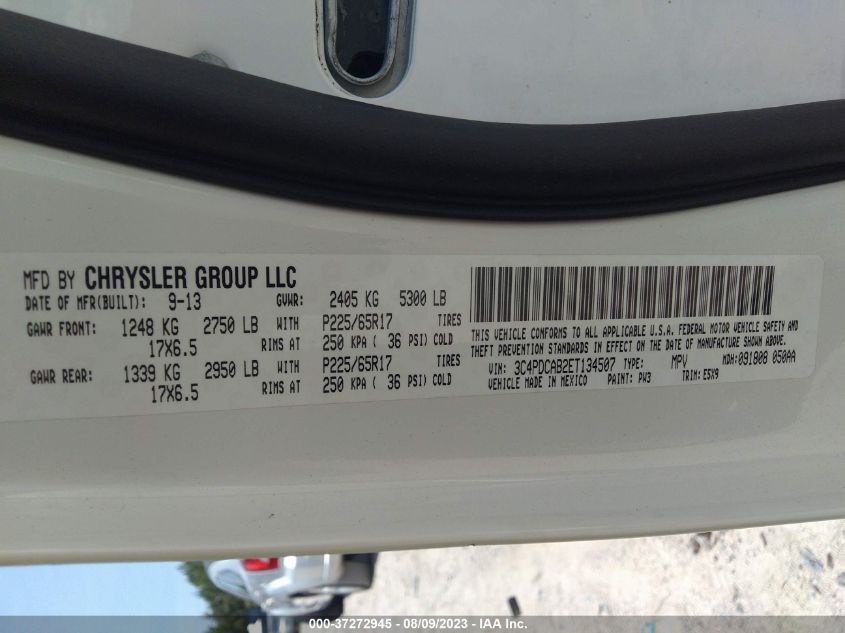 MFD BY CHRYSLER GROUP LLC
DATE OF MFR(BUILT): 9-13 GVWR: 2405 KG 5300 LB
GAWR FRONT: 1248 KG 2750 LB WITH P225/65R17 TIRES
17X6.5 RIMS AT 250 KPA ( 36 PSI) COLD
GAWR REAR: 1339 KG 2950 LB WITH P225/65R17 TIRES
17X6.5 RIMS AT 250 KPA ( 36 PSI) COLD
THIS VEHICLE CONFORMS TO ALL APPLICABLE U.S.A. FEDERAL MOTOR VEHICLE SAFETY AND
THEFT PREVENTION STANDARDS IN EFFECT ON THE DATE OF MANUFACTURE SHOWN ABOVE.
VIN: 3C4PDCAB2ET134507 TYPE: MPV MDH: 091808 050AA
VEHICLE MADE IN MEXICO PAINT: PW3 TRIM: E5X9
000-37272945 - 08/09/2023 - IAA Inc.